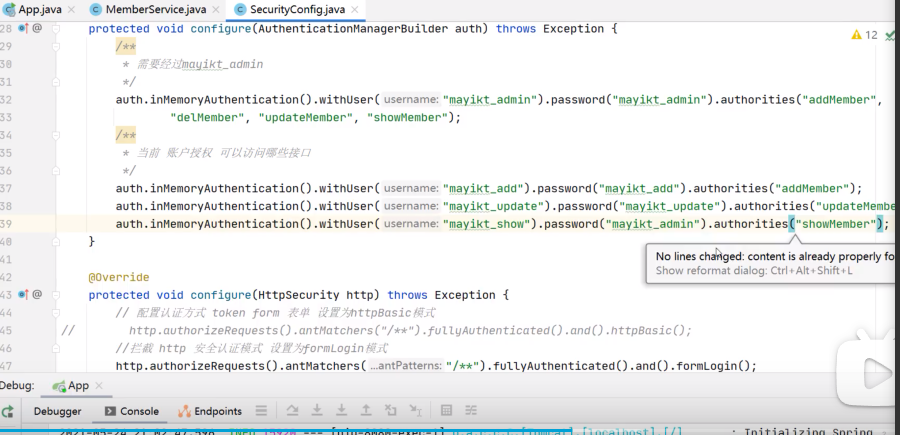 App.java MemberService.java SecurityConfig.java
28 protected void configure(AuthenticationManagerBuilder auth) throws Exception { 12
29 /**
30 * 需要经过mayikt_admin
31 */
32 auth.inMemoryAuthentication().withUser( username: "mayikt_admin").password("mayikt_admin").authorities("addMember",
33 "delMember", "updateMember", "showMember");
34 /**
35 * 当前 账户授权 可以访问哪些接口
36 */
37 auth.inMemoryAuthentication().withUser( username: "mayikt_add").password("mayikt_add").authorities("addMember");
38 auth.inMemoryAuthentication().withUser( username: "mayikt_update").password("mayikt_update").authorities("updateMembe
39 auth.inMemoryAuthentication().withUser( username: "mayikt_show").password("mayikt_admin").authorities("showMember");
40 }
41
No lines changed: content is already properly fo
Show reformat dialog: Ctrl+Alt+Shift+L
42 @Override
43 protected void configure(HttpSecurity http) throws Exception {
44 // 配置认证方式 token form 表单 设置为httpBasic模式
45 // http.authorizeRequests().antMatchers("/**").fullyAuthenticated().and().httpBasic();
46 //拦截 http 安全认证模式 设置为formLogin模式
47 http.authorizeRequests().antMatchers( ...antPatterns: "/**").fullyAuthenticated().and().formLogin();
Debug: App
Debugger Console Endpoints
: Initializing Spring